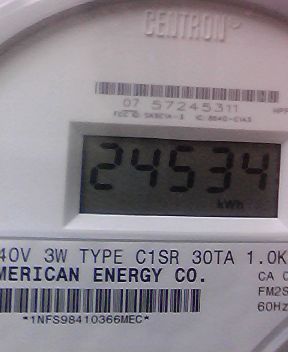 CENTRON
07 57245311
24534
kWh
40V 3W TYPE C1SR 30TA 1.0K
MERICAN ENERGY CO.
CA 0
FM2S
60Hz
*1NFS98410366MEC*